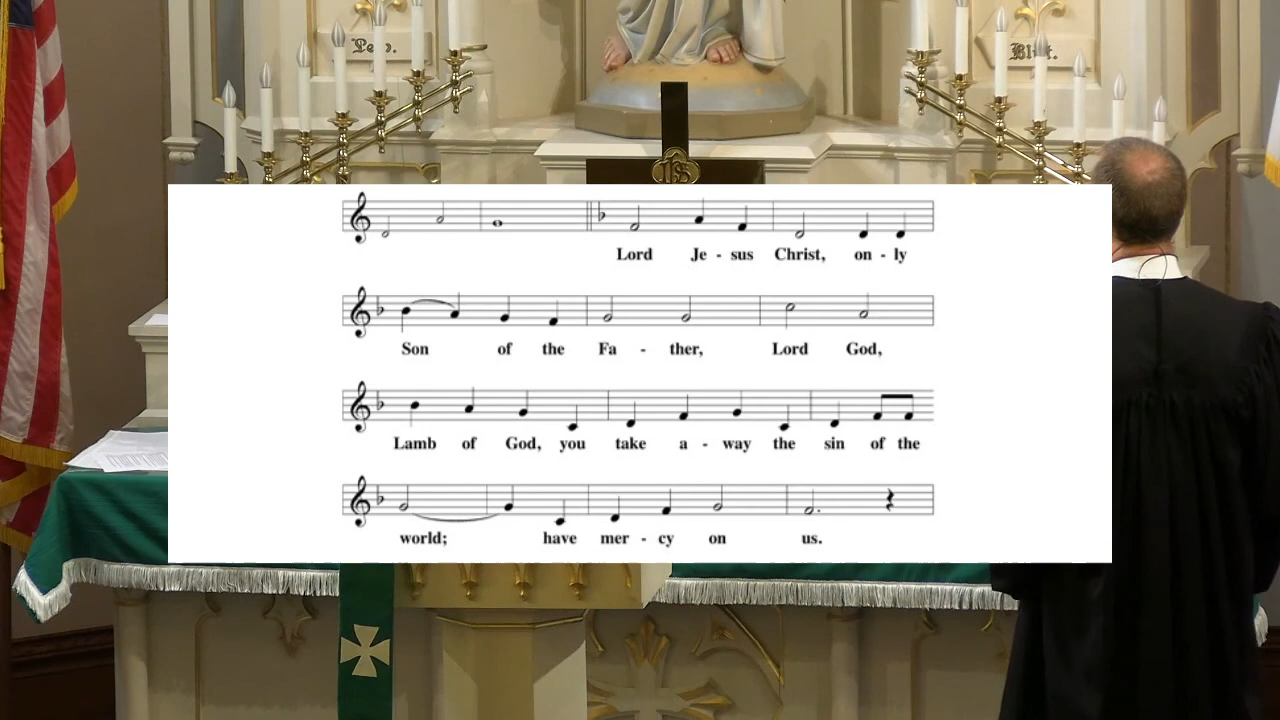 IHS
Lord Je - sus Christ, on - ly
Son of the Fa - ther, Lord God,
Lamb of God, you take a - way the sin of the
world; have mer - cy on us.